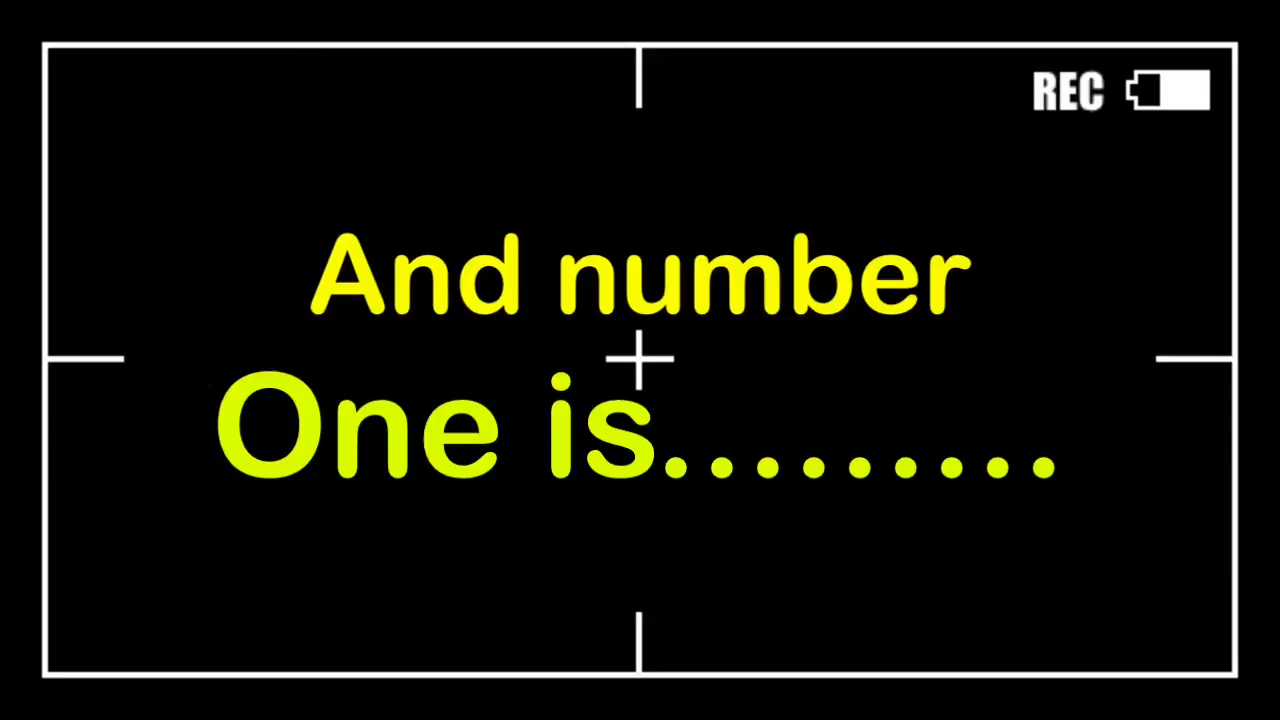 REC
And number
One is.........